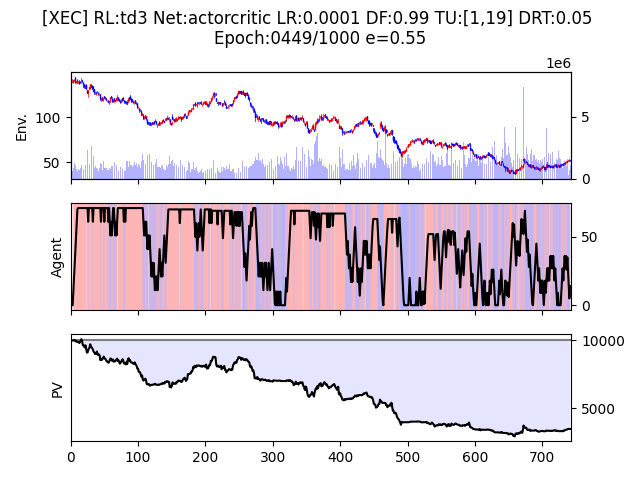 [XEC] RL:td3 Net:actorcritic LR:0.0001 DF:0.99 TU:[1,19] DRT:0.05
Epoch:0449/1000 e=0.55
1e6
Env.
100
50
5
0
Agent
50
0
PV
10000
5000
0 100 200 300 400 500 600 700